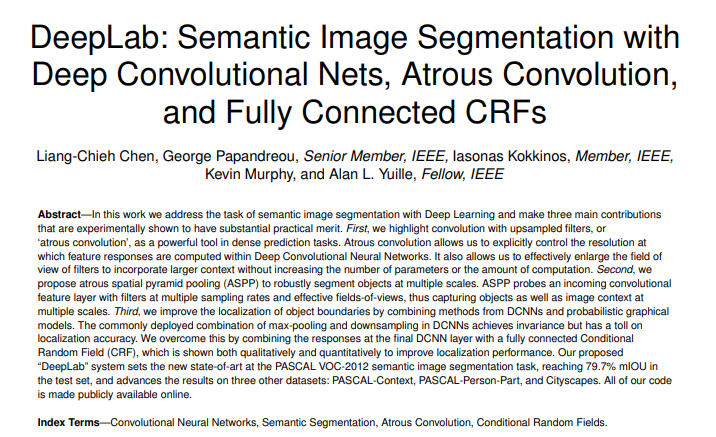 DeepLab: Semantic Image Segmentation with
Deep Convolutional Nets, Atrous Convolution,
and Fully Connected CRFs
Liang-Chieh Chen, George Papandreou, Senior Member, IEEE, Iasonas Kokkinos, Member, IEEE,
Kevin Murphy, and Alan L. Yuille, Fellow, IEEE
Abstract—In this work we address the task of semantic image segmentation with Deep Learning and make three main contributions
that are experimentally shown to have substantial practical merit. First, we highlight convolution with upsampled filters, or
‘atrous convolution’, as a powerful tool in dense prediction tasks. Atrous convolution allows us to explicitly control the resolution at
which feature responses are computed within Deep Convolutional Neural Networks. It also allows us to effectively enlarge the field of
view of filters to incorporate larger context without increasing the number of parameters or the amount of computation. Second, we
propose atrous spatial pyramid pooling (ASPP) to robustly segment objects at multiple scales. ASPP probes an incoming convolutional
feature layer with filters at multiple sampling rates and effective fields-of-views, thus capturing objects as well as image context at
multiple scales. Third, we improve the localization of object boundaries by combining methods from DCNNs and probabilistic graphical
models. The commonly deployed combination of max-pooling and downsampling in DCNNs achieves invariance but has a toll on
localization accuracy. We overcome this by combining the responses at the final DCNN layer with a fully connected Conditional
Random Field (CRF), which is shown both qualitatively and quantitatively to improve localization performance. Our proposed
“DeepLab” system sets the new state-of-art at the PASCAL VOC-2012 semantic image segmentation task, reaching 79.7% mIOU in
the test set, and advances the results on three other datasets: PASCAL-Context, PASCAL-Person-Part, and Cityscapes. All of our code
is made publicly available online.
Index Terms—Convolutional Neural Networks, Semantic Segmentation, Atrous Convolution, Conditional Random Fields.